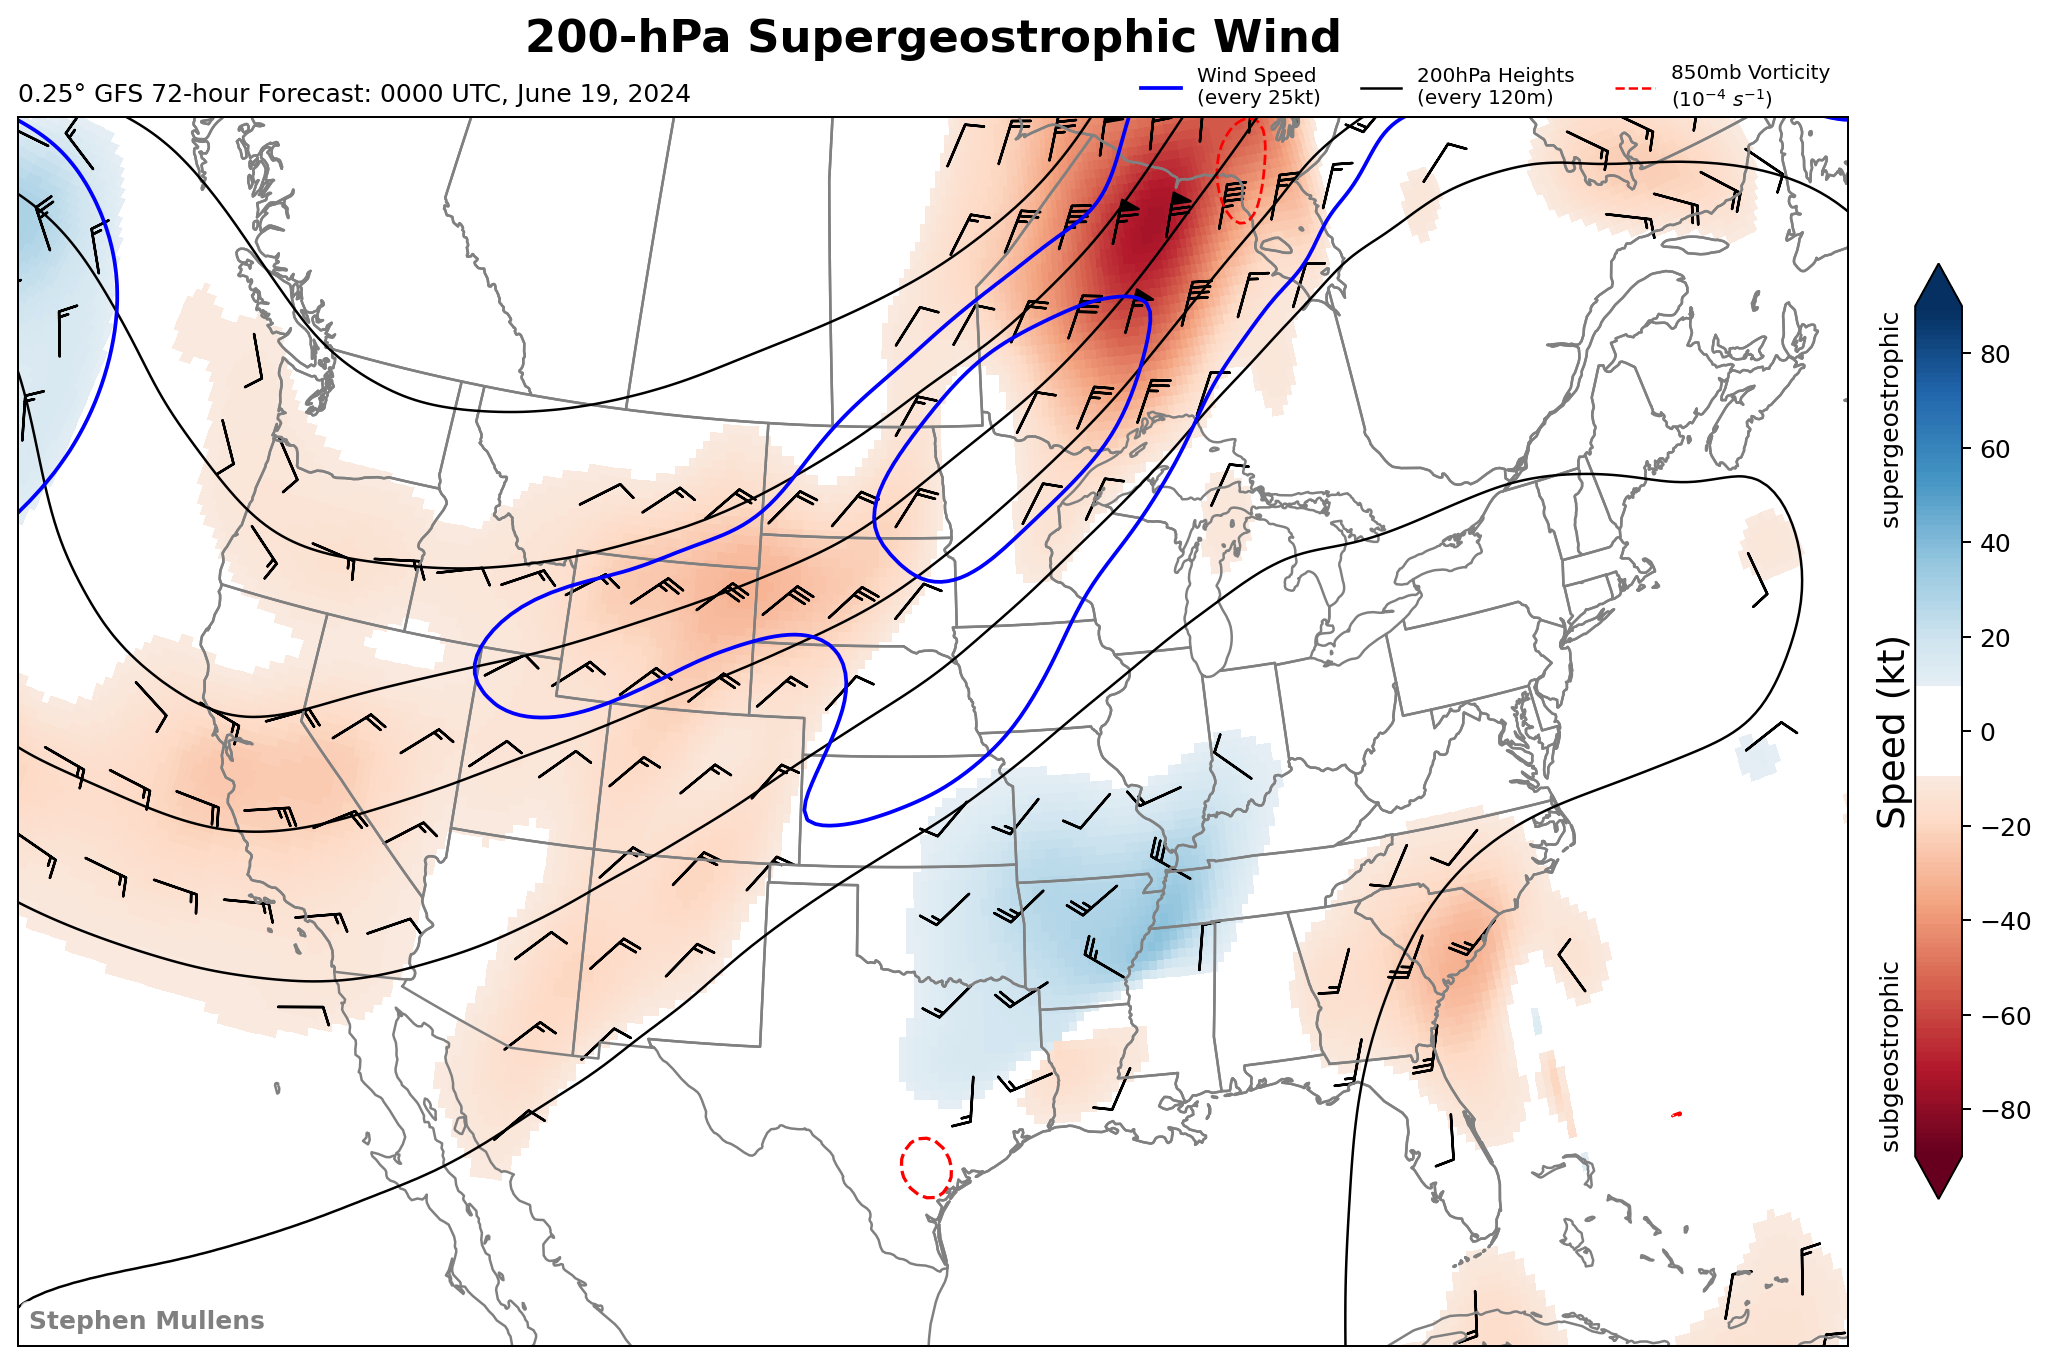 200-hPa Supergeostrophic Wind
0.25° GFS 72-hour Forecast: 0000 UTC, June 19, 2024
Wind Speed
(every 25kt)
200hPa Heights
(every 120m)
850mb Vorticity
(10⁻⁴ s⁻¹)
supergeostrophic
Speed (kt)
subgeostrophic
80
60
40
20
0
−20
−40
−60
−80
Stephen Mullens